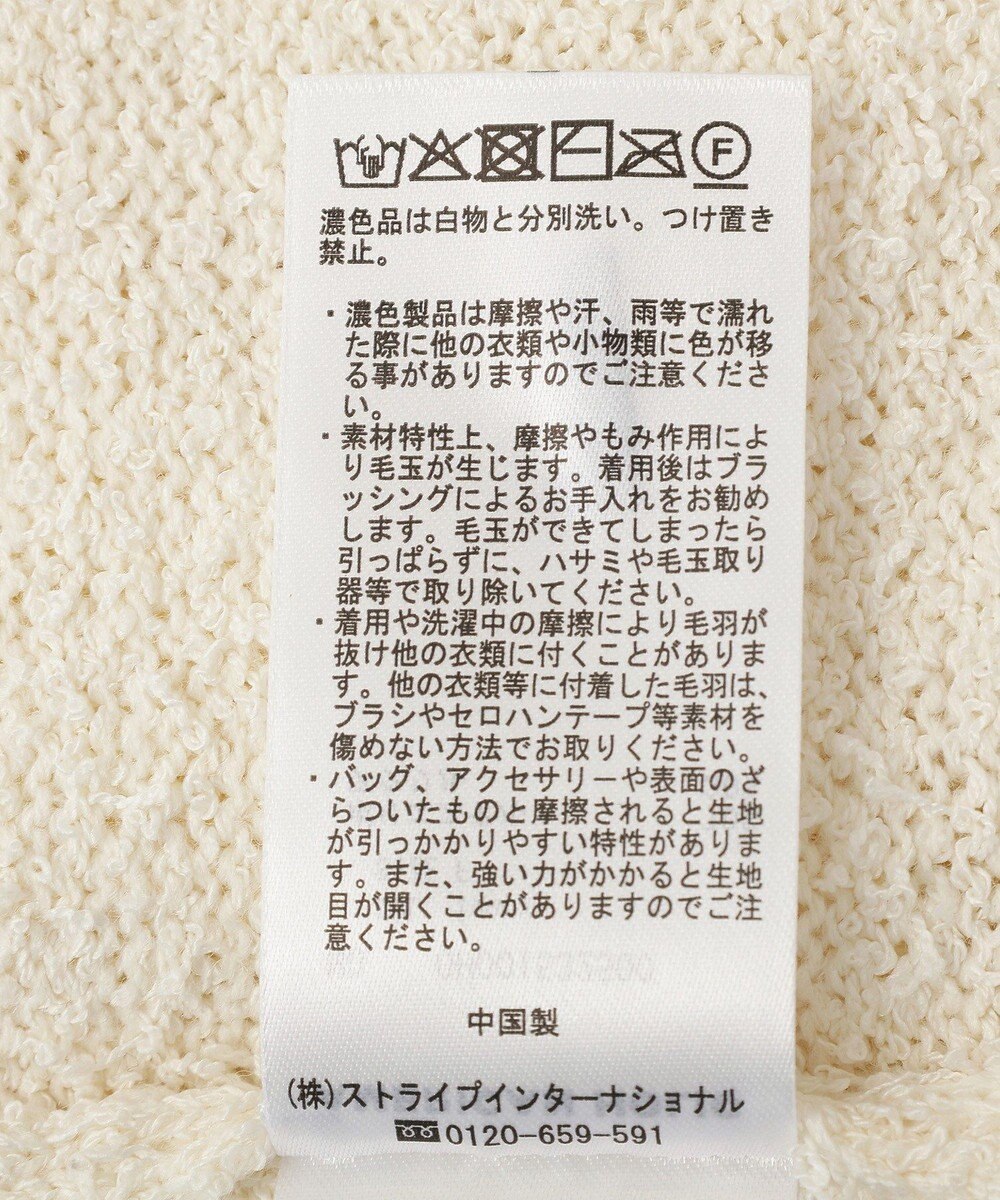 F
濃色品は白物と分別洗い。つけ置き
禁止。
・濃色製品は摩擦や汗、雨等で濡れ
た際に他の衣類や小物類に色が移
る事がありますのでご注意くださ
い。
・素材特性上、摩擦やもみ作用によ
り毛玉が生じます。着用後はブラ
ッシングによるお手入れをお勧め
します。毛玉ができてしまったら
引っぱらずに、ハサミや毛玉取り
器等で取り除いてください。
・着用や洗濯中の摩擦により毛羽が
抜け他の衣類に付くことがありま
す。他の衣類等に付着した毛羽は、
ブラシやセロハンテープ等素材を
傷めない方法でお取りください。
・バッグ、アクセサリーや表面のざ
らついたものと摩擦されると生地
が引っかかりやすい特性がありま
す。また、強い力がかかると生地
目が開くことがありますのでご注
意ください。
中国製
(株)ストライプインターナショナル
0120-659-591